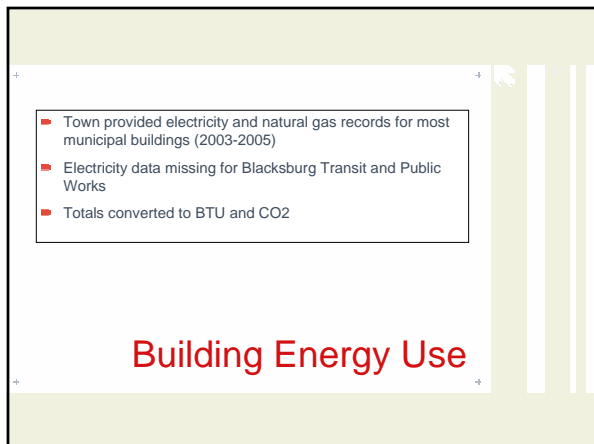 Town provided electricity and natural gas records for most
municipal buildings (2003-2005)
Electricity data missing for Blacksburg Transit and Public
Works
Totals converted to BTU and CO2
Building Energy Use